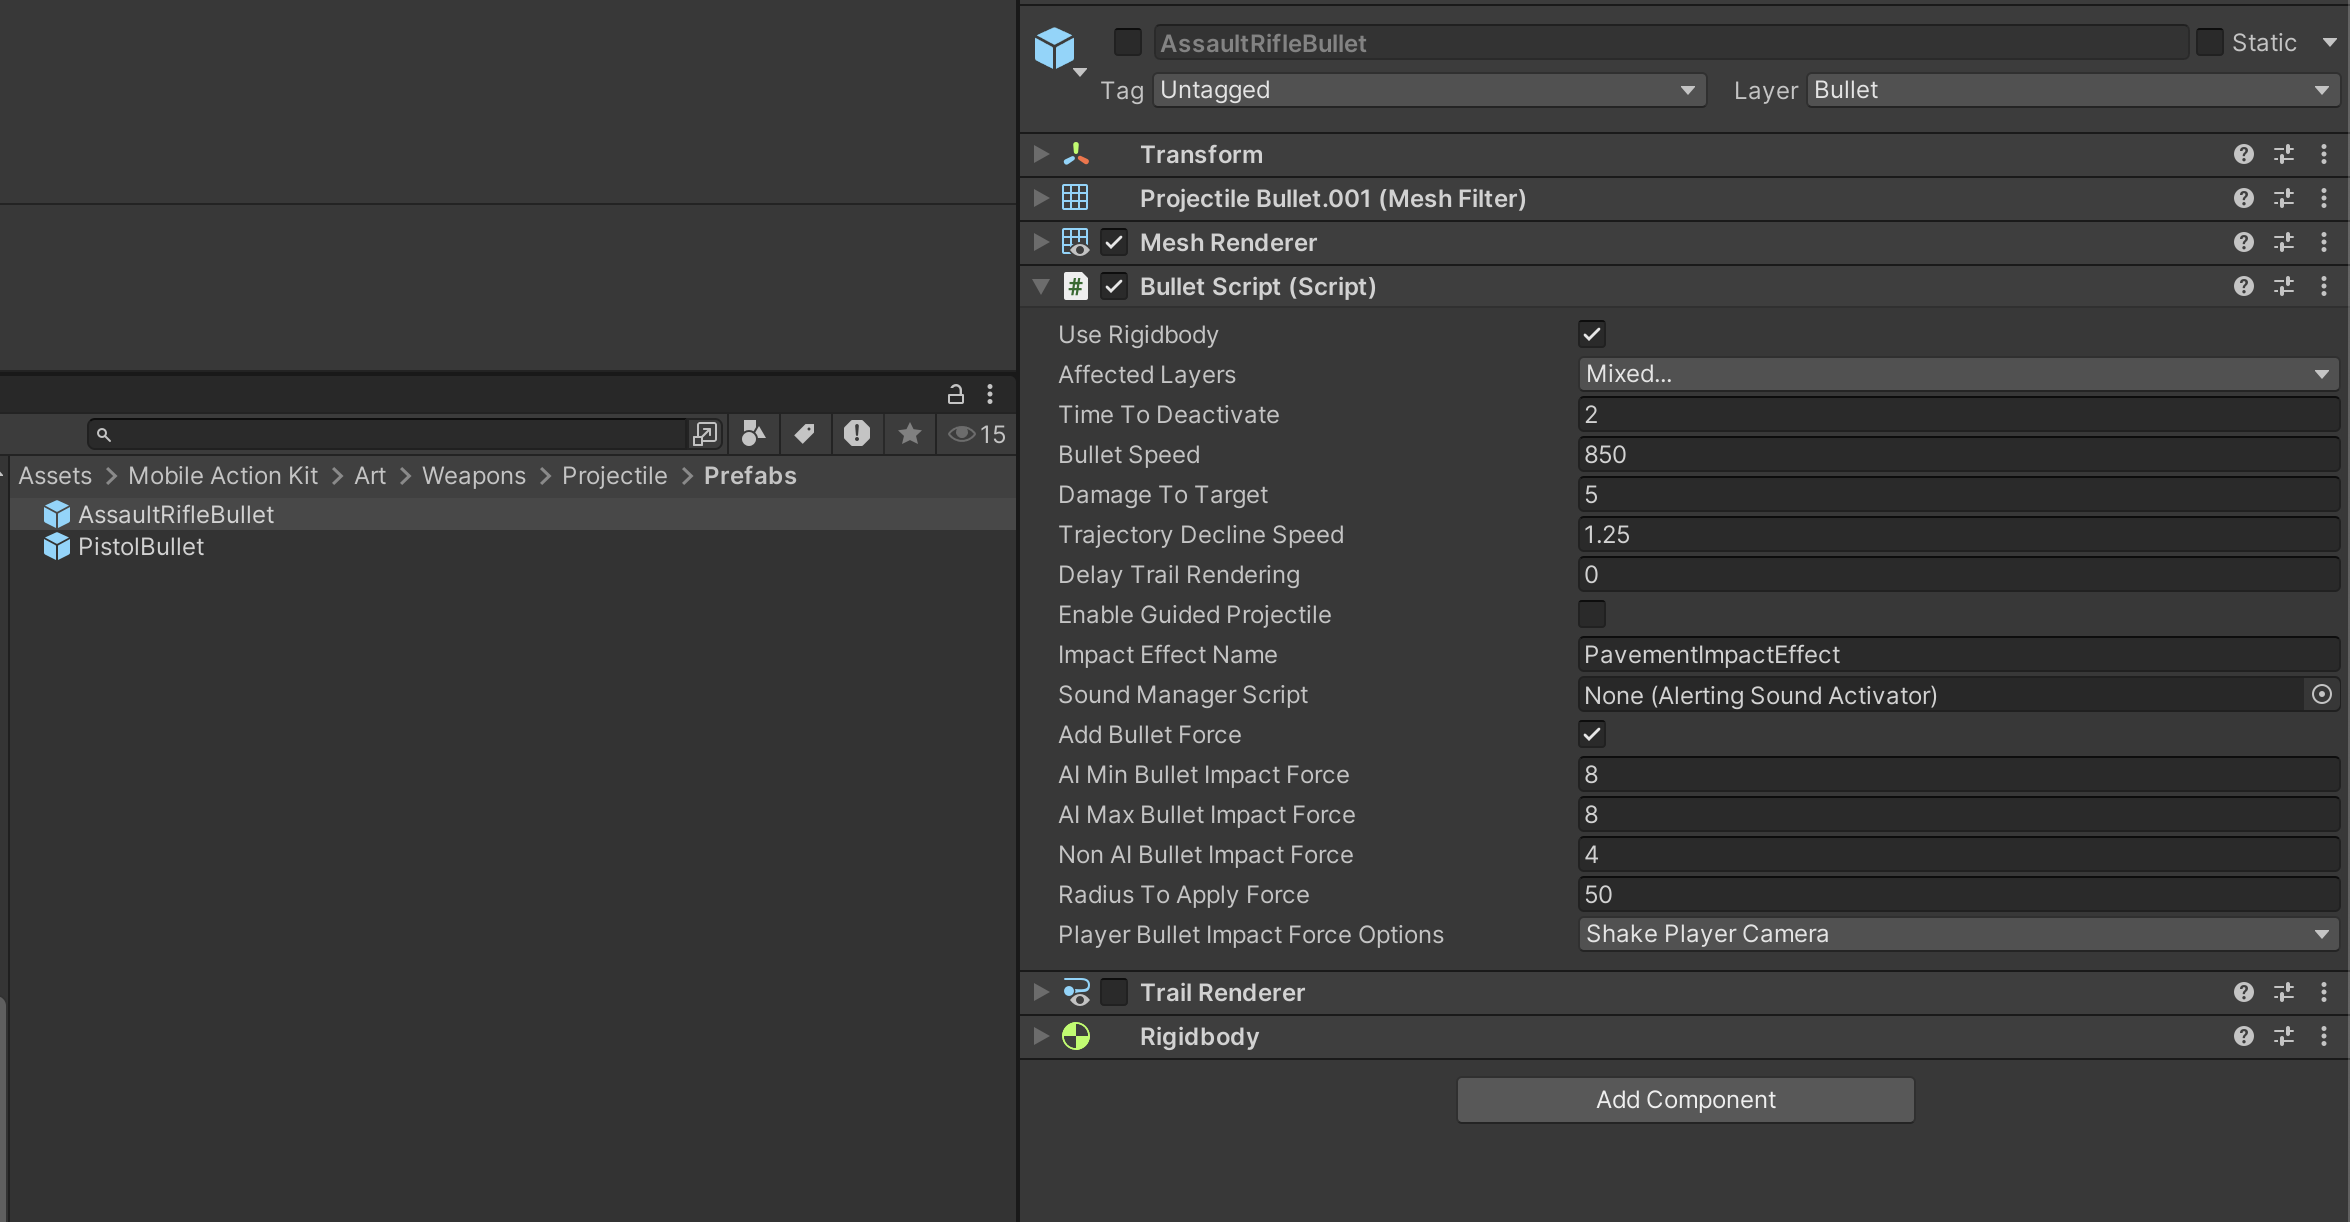 AssaultRifleBullet
Static
Tag Untagged Layer Bullet
Transform
Projectile Bullet.001 (Mesh Filter)
Mesh Renderer
# Bullet Script (Script)
Use Rigidbody
Affected Layers Mixed...
Time To Deactivate 2
Bullet Speed 850
Damage To Target 5
Trajectory Decline Speed 1.25
Delay Trail Rendering 0
Enable Guided Projectile
Impact Effect Name PavementImpactEffect
Sound Manager Script None (Alerting Sound Activator)
Add Bullet Force
AI Min Bullet Impact Force 8
AI Max Bullet Impact Force 8
Non AI Bullet Impact Force 4
Radius To Apply Force 50
Player Bullet Impact Force Options Shake Player Camera
Trail Renderer
Rigidbody
Add Component
15
Assets > Mobile Action Kit > Art > Weapons > Projectile > Prefabs
AssaultRifleBullet
PistolBullet